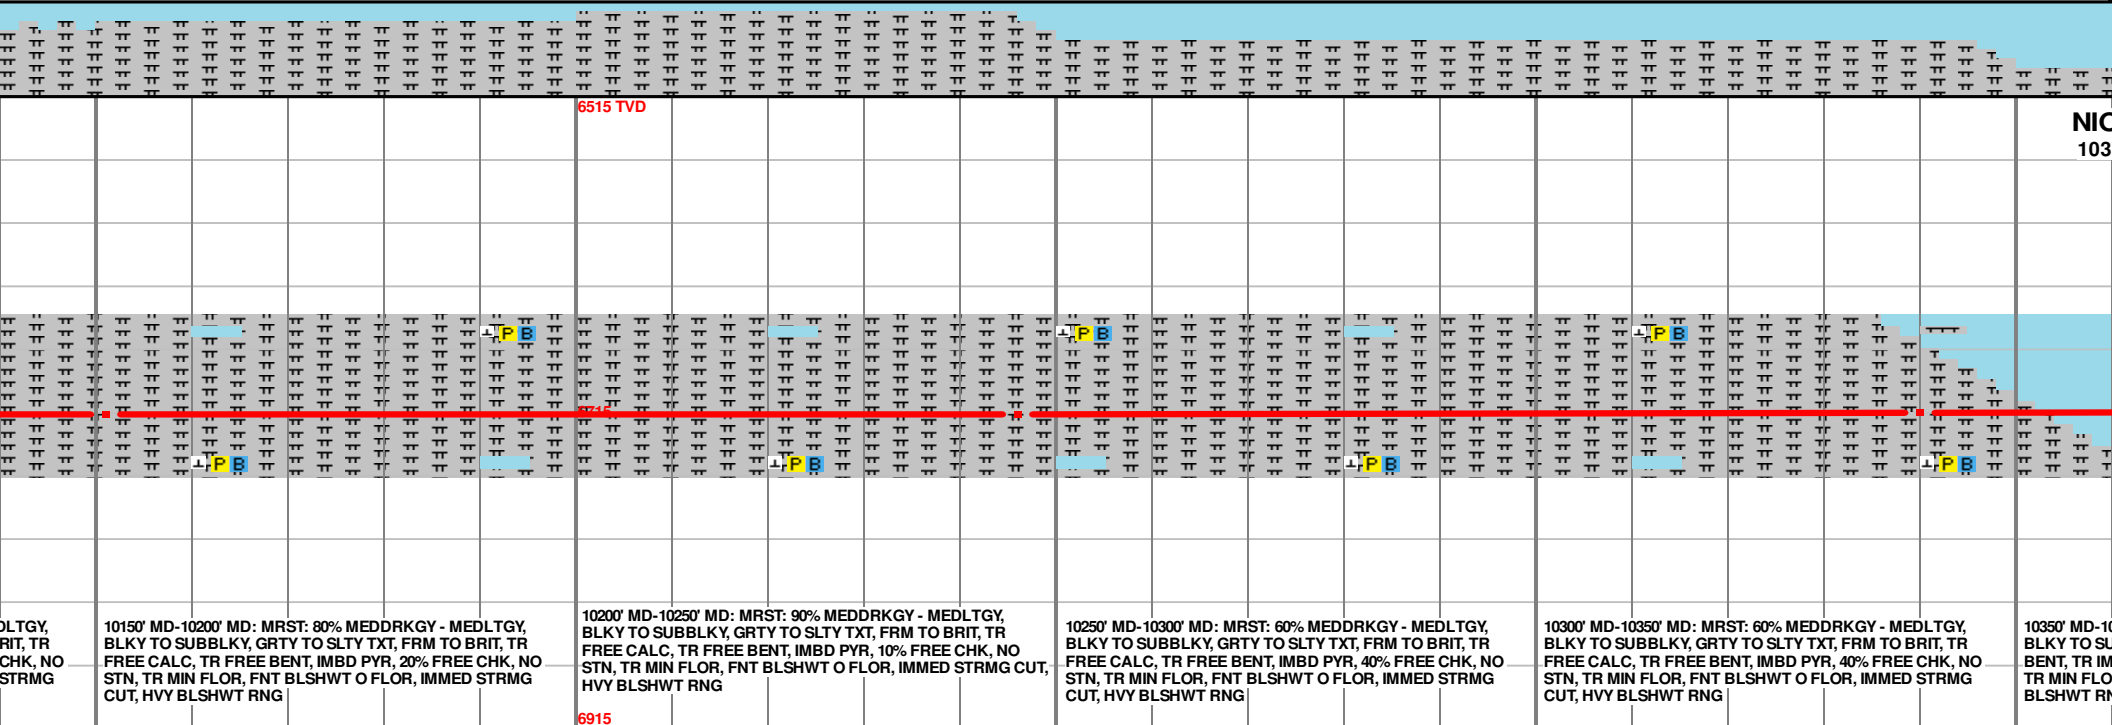 6515 TVD
NIO
103
P B
P B
P B
P B
6715
P B
P B
P B
P B
DLTGY,
RIT, TR
CHK, NO
STRMG
10150' MD-10200' MD: MRST: 80% MEDDRKGY - MEDLTGY,
BLKY TO SUBBLKY, GRTY TO SLTY TXT, FRM TO BRIT, TR
FREE CALC, TR FREE BENT, IMBD PYR, 20% FREE CHK, NO
STN, TR MIN FLOR, FNT BLSHWT O FLOR, IMMED STRMG
CUT, HVY BLSHWT RNG
10200' MD-10250' MD: MRST: 90% MEDDRKGY - MEDLTGY,
BLKY TO SUBBLKY, GRTY TO SLTY TXT, FRM TO BRIT, TR
FREE CALC, TR FREE BENT, IMBD PYR, 10% FREE CHK, NO
STN, TR MIN FLOR, FNT BLSHWT O FLOR, IMMED STRMG CUT,
HVY BLSHWT RNG
6915
10250' MD-10300' MD: MRST: 60% MEDDRKGY - MEDLTGY,
BLKY TO SUBBLKY, GRTY TO SLTY TXT, FRM TO BRIT, TR
FREE CALC, TR FREE BENT, IMBD PYR, 40% FREE CHK, NO
STN, TR MIN FLOR, FNT BLSHWT O FLOR, IMMED STRMG
CUT, HVY BLSHWT RNG
10300' MD-10350' MD: MRST: 60% MEDDRKGY - MEDLTGY,
BLKY TO SUBBLKY, GRTY TO SLTY TXT, FRM TO BRIT, TR
FREE CALC, TR FREE BENT, IMBD PYR, 40% FREE CHK, NO
STN, TR MIN FLOR, FNT BLSHWT O FLOR, IMMED STRMG
CUT, HVY BLSHWT RNG
10350' MD-10
BLKY TO SU
BENT, TR IM
TR MIN FLO
BLSHWT RN